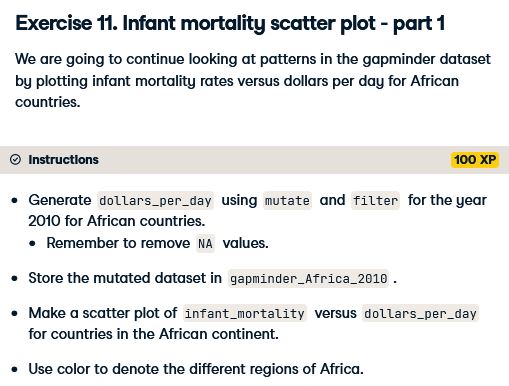 Exercise 11. Infant mortality scatter plot - part 1
We are going to continue looking at patterns in the gapminder dataset
by plotting infant mortality rates versus dollars per day for African
countries.
Instructions
100 XP
Generate dollars_per_day using mutate and filter for the year
2010 for African countries.
Remember to remove NA values.
Store the mutated dataset in gapminder_Africa_2010 .
Make a scatter plot of infant_mortality versus dollars_per_day
for countries in the African continent.
Use color to denote the different regions of Africa.